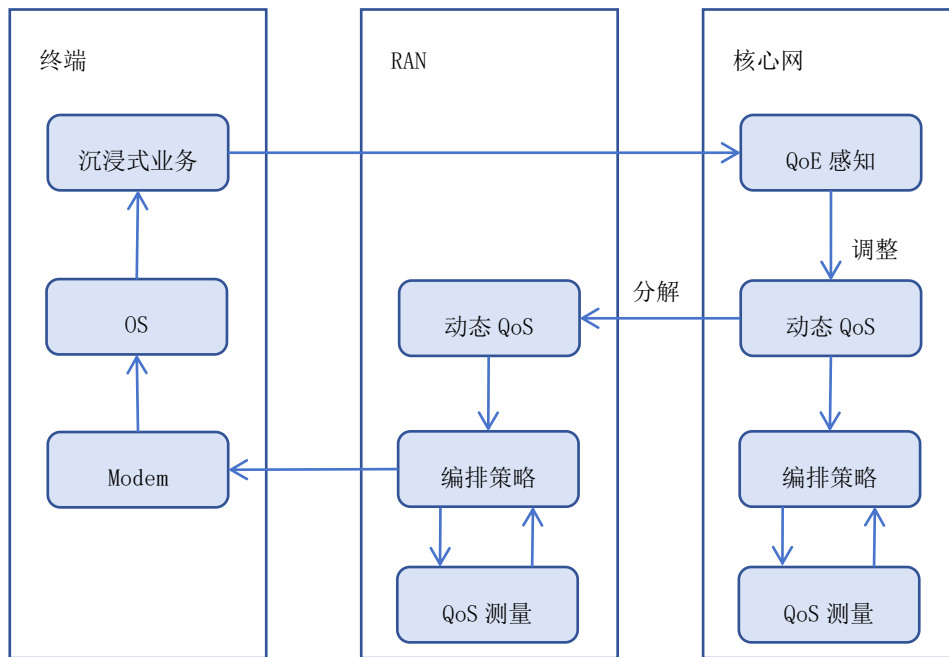 终端
RAN
核心网
沉浸式业务
QoE 感知
调整
分解
OS
动态 QoS
动态 QoS
Modem
编排策略
编排策略
QoS 测量
QoS 测量